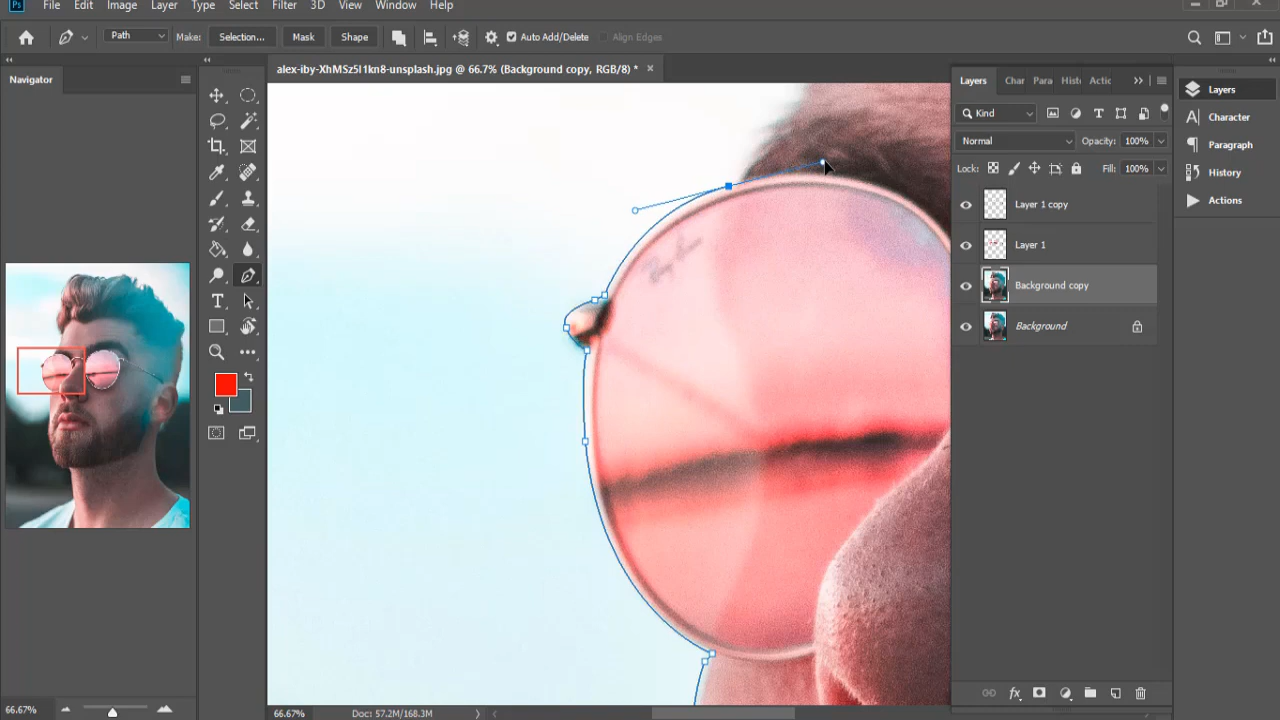 Ps File Edit Image Layer Type Select Filter 3D View Window Help
Path Make: Selection... Mask Shape Auto Add/Delete Align Edges
Navigator
alex-iby-XhMSz5l1kn8-unsplash.jpg @ 66.7% (Background copy, RGB/8) *
Layers Char Para Hist Actic
Kind
Normal Opacity: 100%
Lock: Fill: 100%
Layer 1 copy
Layer 1
Background copy
Background
Layers
Character
Paragraph
History
Actions
T
66.67%
66.67% Doc: 57.2M/168.3M